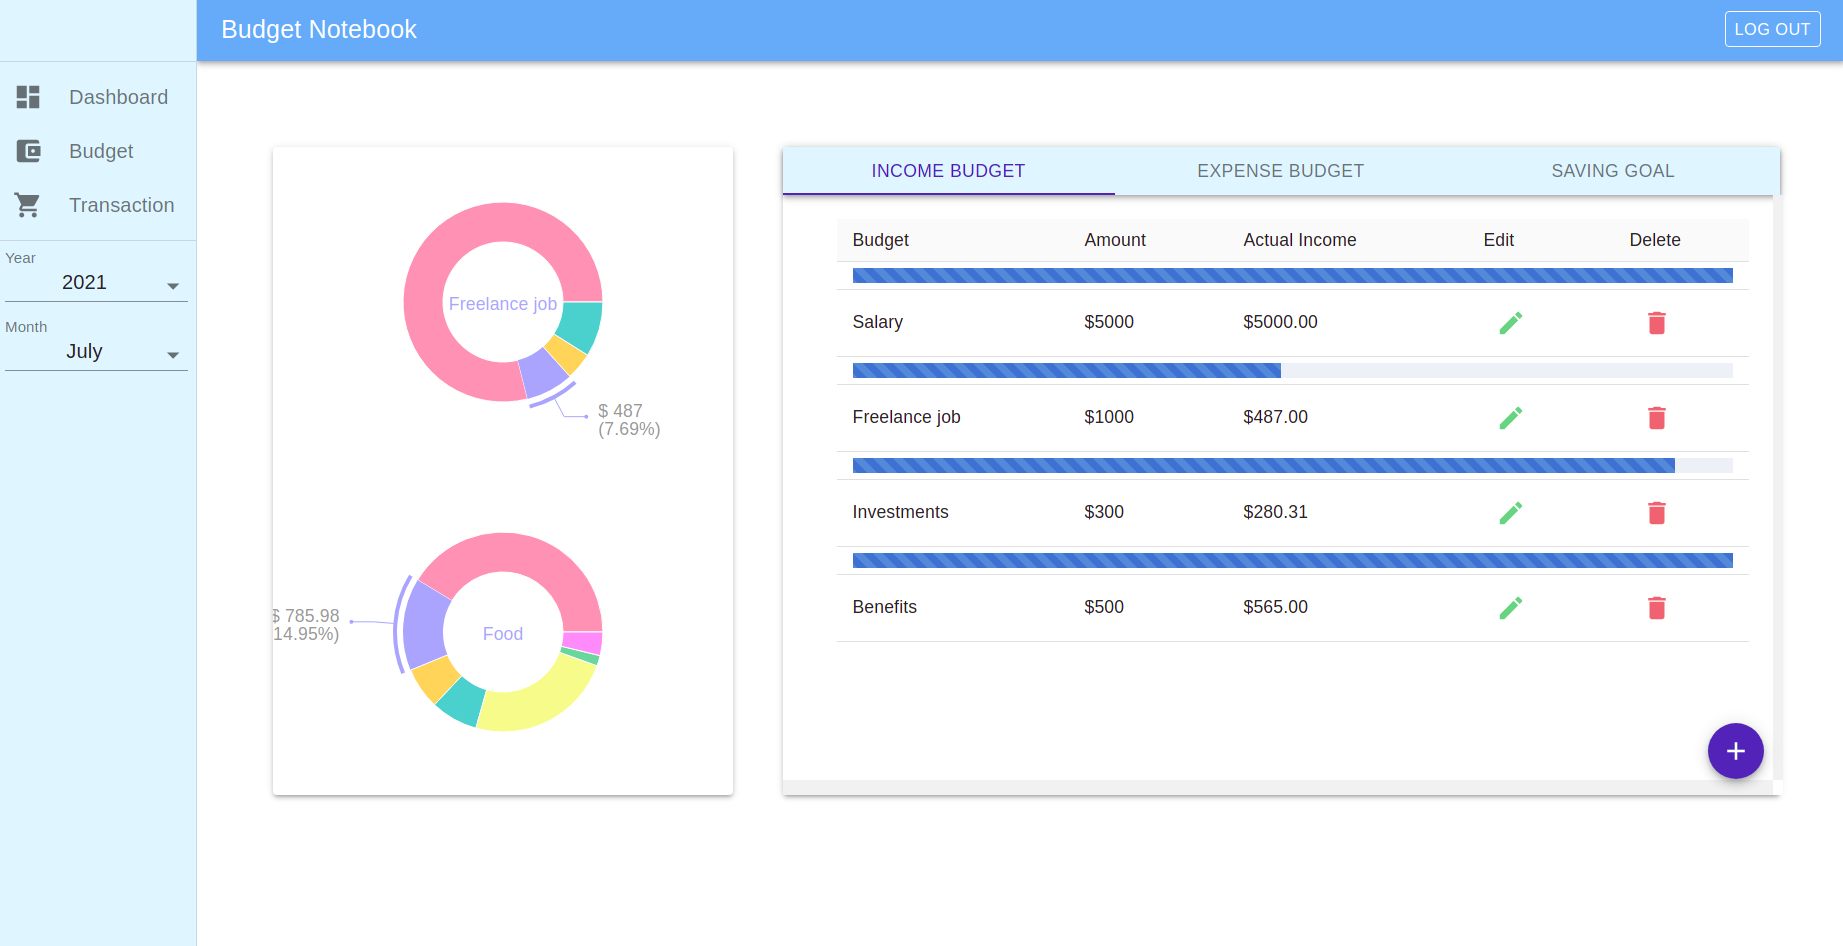 Budget Notebook
LOG OUT
Dashboard
Budget
Transaction
Year
2021
Month
July
Freelance job
$ 487
(7.69%)
$ 785.98
14.95%)
Food
INCOME BUDGET EXPENSE BUDGET SAVING GOAL
Budget Amount Actual Income Edit Delete
Salary $5000 $5000.00
Freelance job $1000 $487.00
Investments $300 $280.31
Benefits $500 $565.00